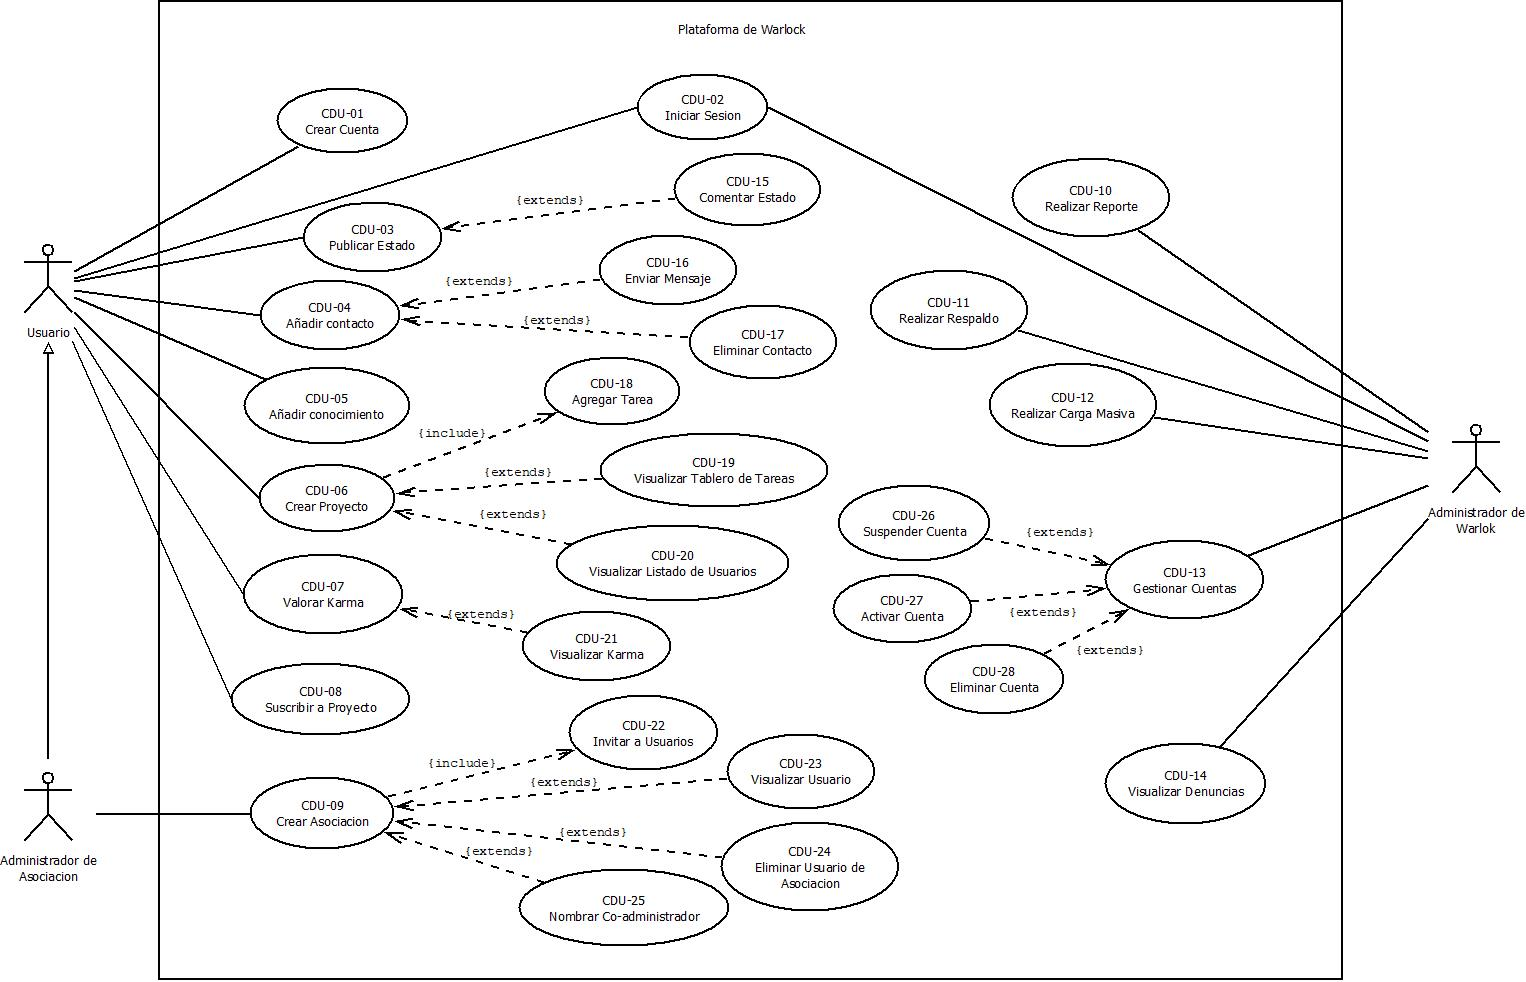 Plataforma de Warlock
CDU-01
Crear Cuenta
CDU-02
Iniciar Sesion
CDU-15
Comentar Estado
{extends}
CDU-03
Publicar Estado
CDU-10
Realizar Reporte
CDU-16
Enviar Mensaje
{extends}
CDU-04
Añadir contacto
{extends}
CDU-17
Eliminar Contacto
CDU-11
Realizar Respaldo
Usuario
CDU-18
Agregar Tarea
CDU-05
Añadir conocimiento
CDU-12
Realizar Carga Masiva
{include}
CDU-19
Visualizar Tablero de Tareas
{extends}
CDU-06
Crear Proyecto
{extends}
CDU-20
Visualizar Listado de Usuarios
Administrador de
Warlok
CDU-26
Suspender Cuenta
{extends}
CDU-13
Gestionar Cuentas
CDU-27
Activar Cuenta
{extends}
CDU-28
Eliminar Cuenta
{extends}
CDU-07
Valorar Karma
{extends}
CDU-21
Visualizar Karma
CDU-08
Suscribir a Proyecto
CDU-22
Invitar a Usuarios
{include}
CDU-23
Visualizar Usuario
{extends}
CDU-14
Visualizar Denuncias
CDU-09
Crear Asociacion
{extends}
{extends}
CDU-24
Eliminar Usuario de
Asociacion
Administrador de
Asociacion
CDU-25
Nombrar Co-administrador